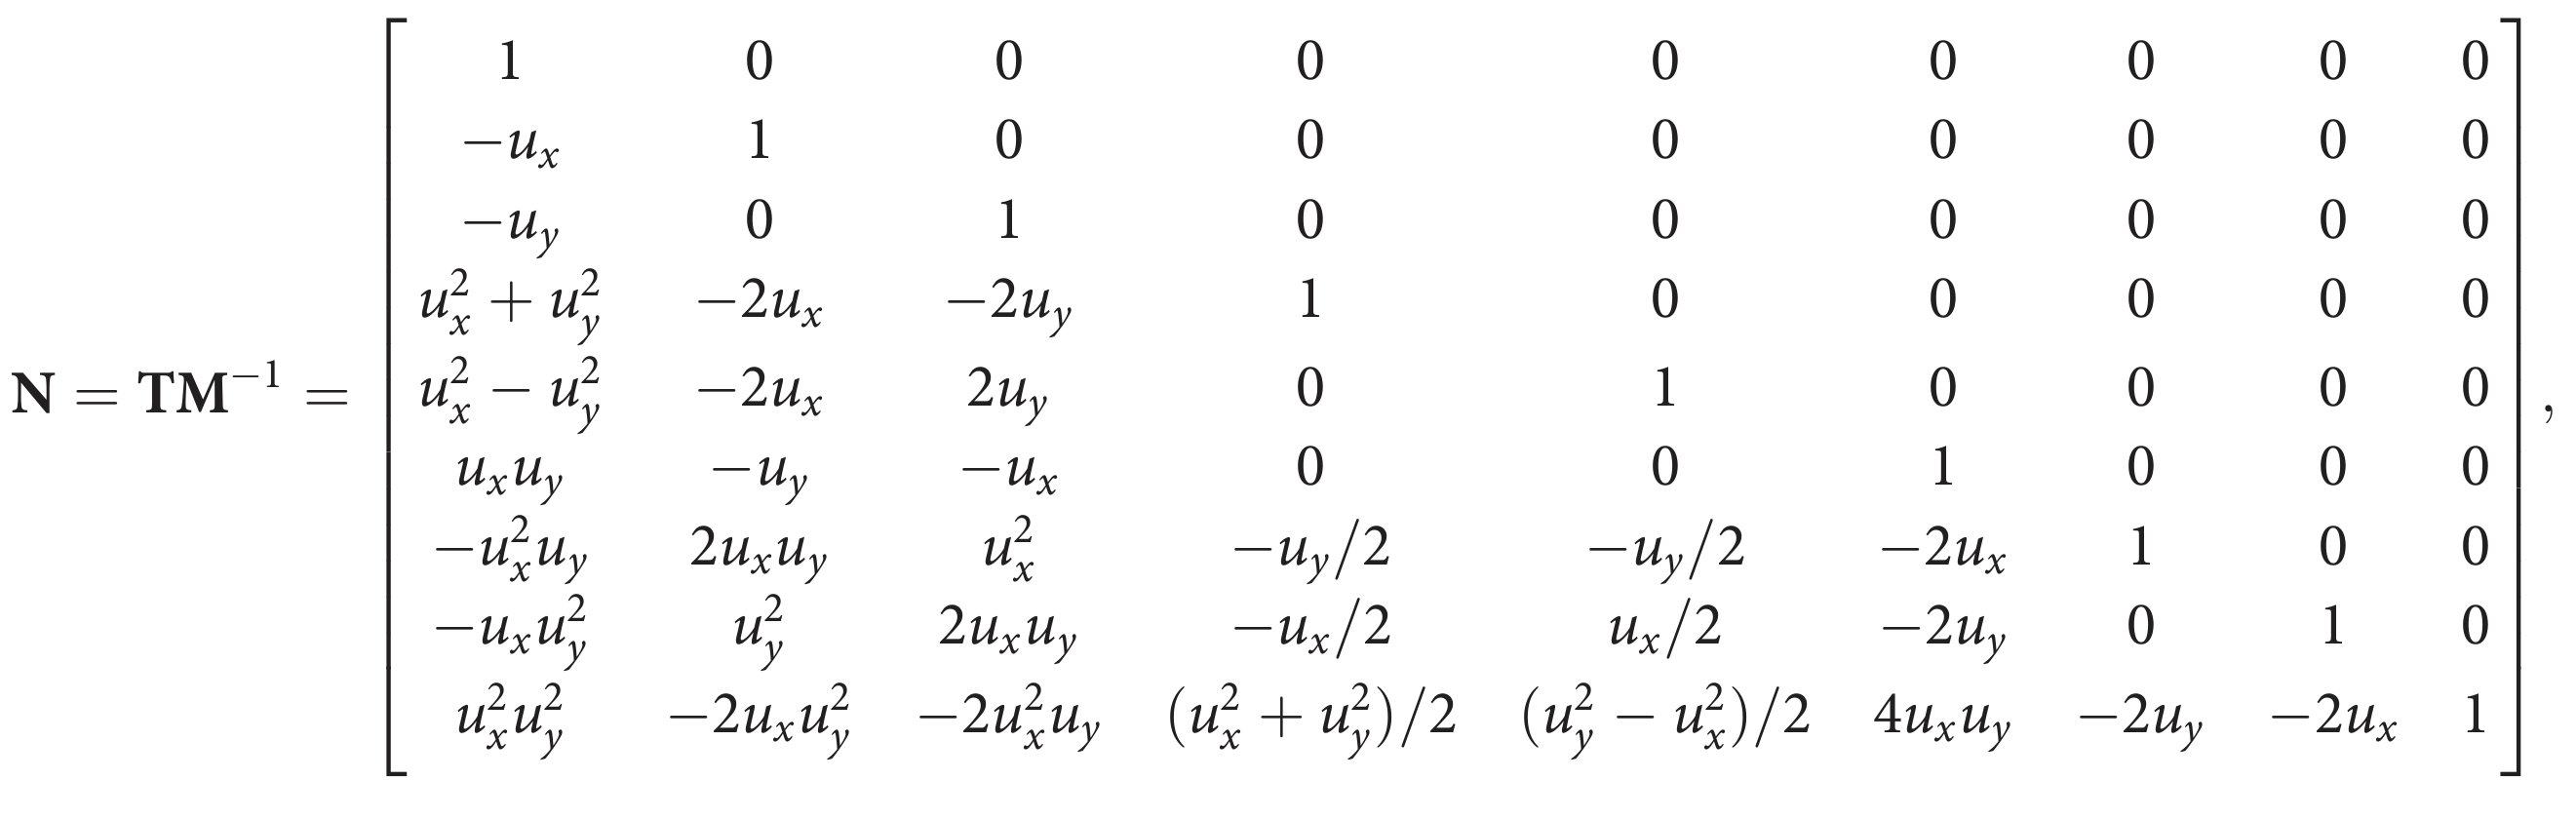 1 0 0 0 0 0 0 0 0
−u_x 1 0 0 0 0 0 0 0
−u_y 0 1 0 0 0 0 0 0
u_x^2 + u_y^2 −2u_x −2u_y 1 0 0 0 0 0
N = TM^{−1} = u_x^2 − u_y^2 −2u_x 2u_y 0 1 0 0 0 0 ,
u_x u_y −u_y −u_x 0 0 1 0 0 0
−u_x^2 u_y 2u_x u_y u_x^2 −u_y/2 −u_y/2 −2u_x 1 0 0
−u_x u_y^2 u_y^2 2u_x u_y −u_x/2 u_x/2 −2u_y 0 1 0
u_x^2 u_y^2 −2u_x u_y^2 −2u_x^2 u_y (u_x^2 + u_y^2)/2 (u_y^2 − u_x^2)/2 4u_x u_y −2u_y −2u_x 1